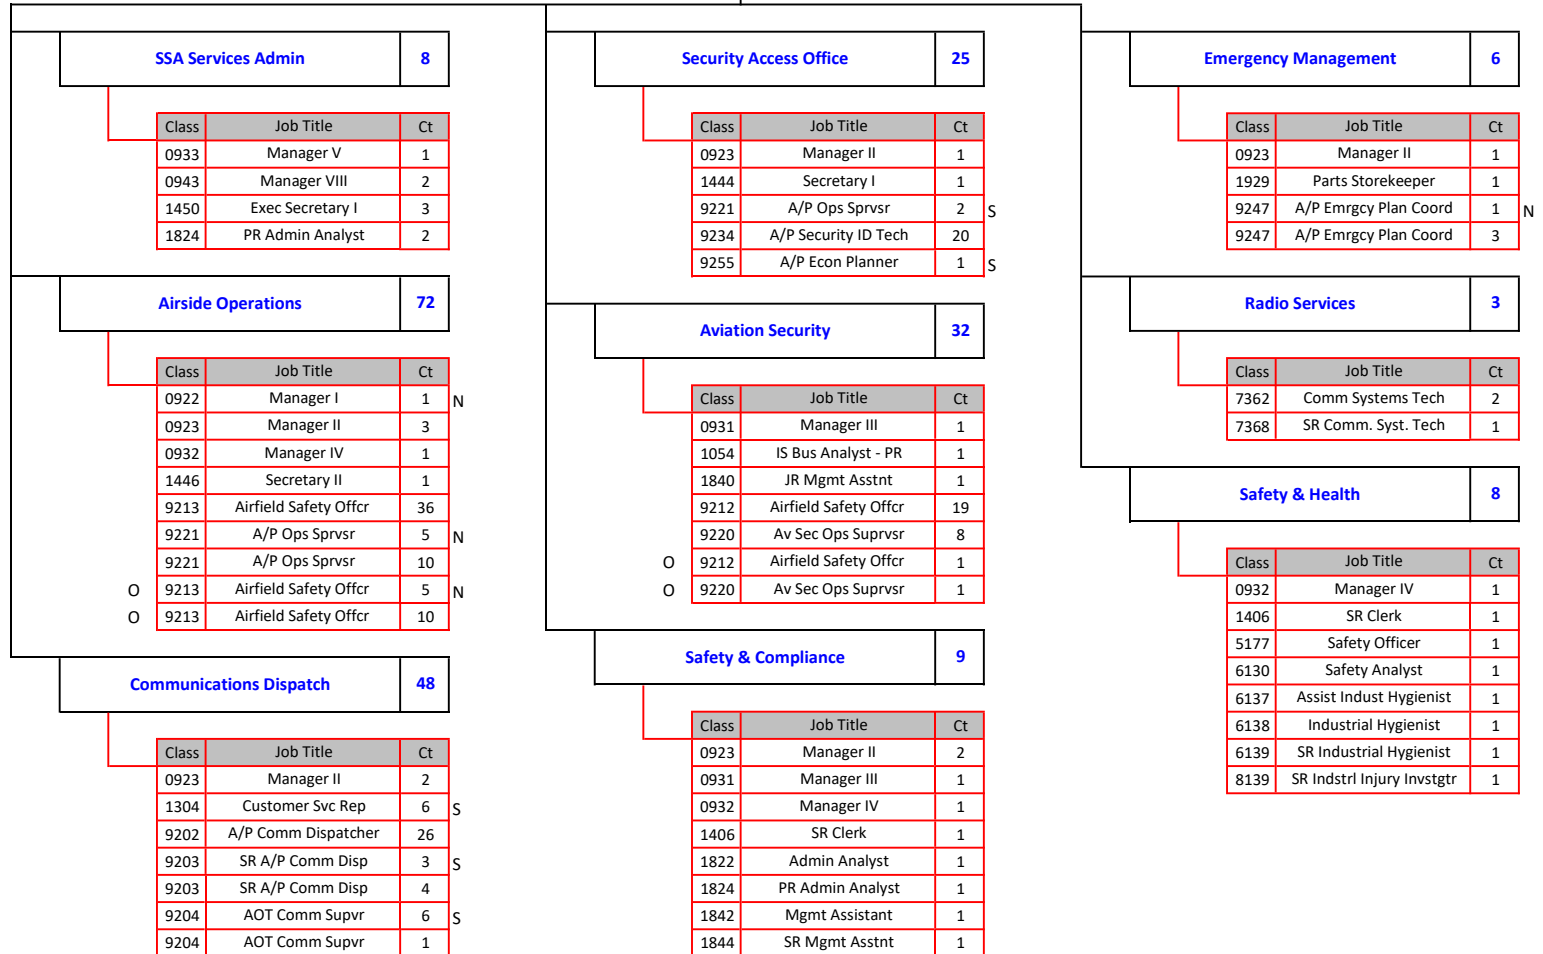 SSA Services Admin 8
Class Job Title Ct
0933 Manager V 1
0943 Manager VIII 2
1450 Exec Secretary I 3
1824 PR Admin Analyst 2
Airside Operations 72
Class Job Title Ct
0922 Manager I 1 N
0923 Manager II 3
0932 Manager IV 1
1446 Secretary II 1
9213 Airfield Safety Offcr 36
9221 A/P Ops Sprvsr 5 N
9221 A/P Ops Sprvsr 10
O 9213 Airfield Safety Offcr 5 N
O 9213 Airfield Safety Offcr 10
Communications Dispatch 48
Class Job Title Ct
0923 Manager II 2
1304 Customer Svc Rep 6 S
9202 A/P Comm Dispatcher 26
9203 SR A/P Comm Disp 3 S
9203 SR A/P Comm Disp 4
9204 AOT Comm Supvr 6 S
9204 AOT Comm Supvr 1
Security Access Office 25
Class Job Title Ct
0923 Manager II 1
1444 Secretary I 1
9221 A/P Ops Sprvsr 2 S
9234 A/P Security ID Tech 20
9255 A/P Econ Planner 1 S
Aviation Security 32
Class Job Title Ct
0931 Manager III 1
1054 IS Bus Analyst - PR 1
1840 JR Mgmt Asstnt 1
9212 Airfield Safety Offcr 19
9220 Av Sec Ops Suprvsr 8
O 9212 Airfield Safety Offcr 1
O 9220 Av Sec Ops Suprvsr 1
Safety & Compliance 9
Class Job Title Ct
0923 Manager II 2
0931 Manager III 1
0932 Manager IV 1
1406 SR Clerk 1
1822 Admin Analyst 1
1824 PR Admin Analyst 1
1842 Mgmt Assistant 1
1844 SR Mgmt Asstnt 1
Emergency Management 6
Class Job Title Ct
0923 Manager II 1
1929 Parts Storekeeper 1
9247 A/P Emrgcy Plan Coord 1 N
9247 A/P Emrgcy Plan Coord 3
Radio Services 3
Class Job Title Ct
7362 Comm Systems Tech 2
7368 SR Comm. Syst. Tech 1
Safety & Health 8
Class Job Title Ct
0932 Manager IV 1
1406 SR Clerk 1
5177 Safety Officer 1
6130 Safety Analyst 1
6137 Assist Indust Hygienist 1
6138 Industrial Hygienist 1
6139 SR Industrial Hygienist 1
8139 SR Indstrl Injury Invstgtr 1